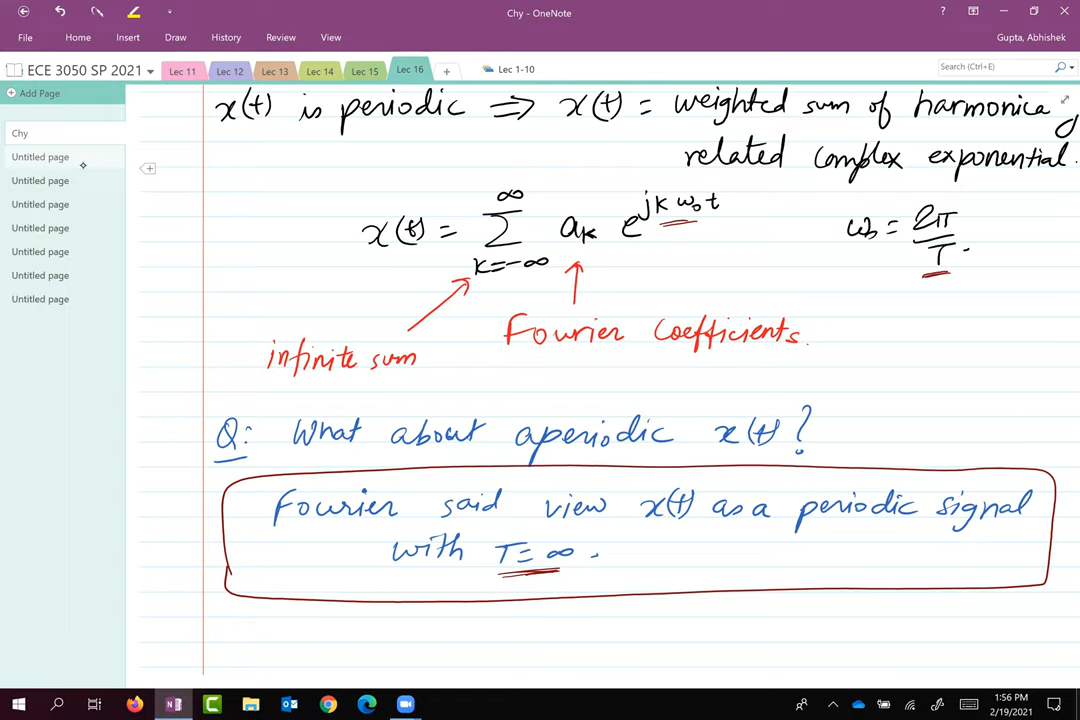 Chy - OneNote
Gupta, Abhishek
File Home Insert Draw History Review View
ECE 3050 SP 2021
Lec 11 Lec 12 Lec 13 Lec 14 Lec 15 Lec 16 Lec 1-10
Search (Ctrl+E)
Add Page
Chy
Untitled page
Untitled page
Untitled page
Untitled page
Untitled page
Untitled page
Untitled page
x(t) is periodic ⟹ x(t) = weighted sum of harmonica
related complex exponential.
x(t) = ∑_{k=-∞}^{∞} a_k e^{jkω₀t} ω₀ = 2π/T.
Fourier Coefficients.
infinite sum
Q: What about aperiodic x(t)?
Fourier said view x(t) as a periodic signal
with T=∞.
1:56 PM
2/19/2021